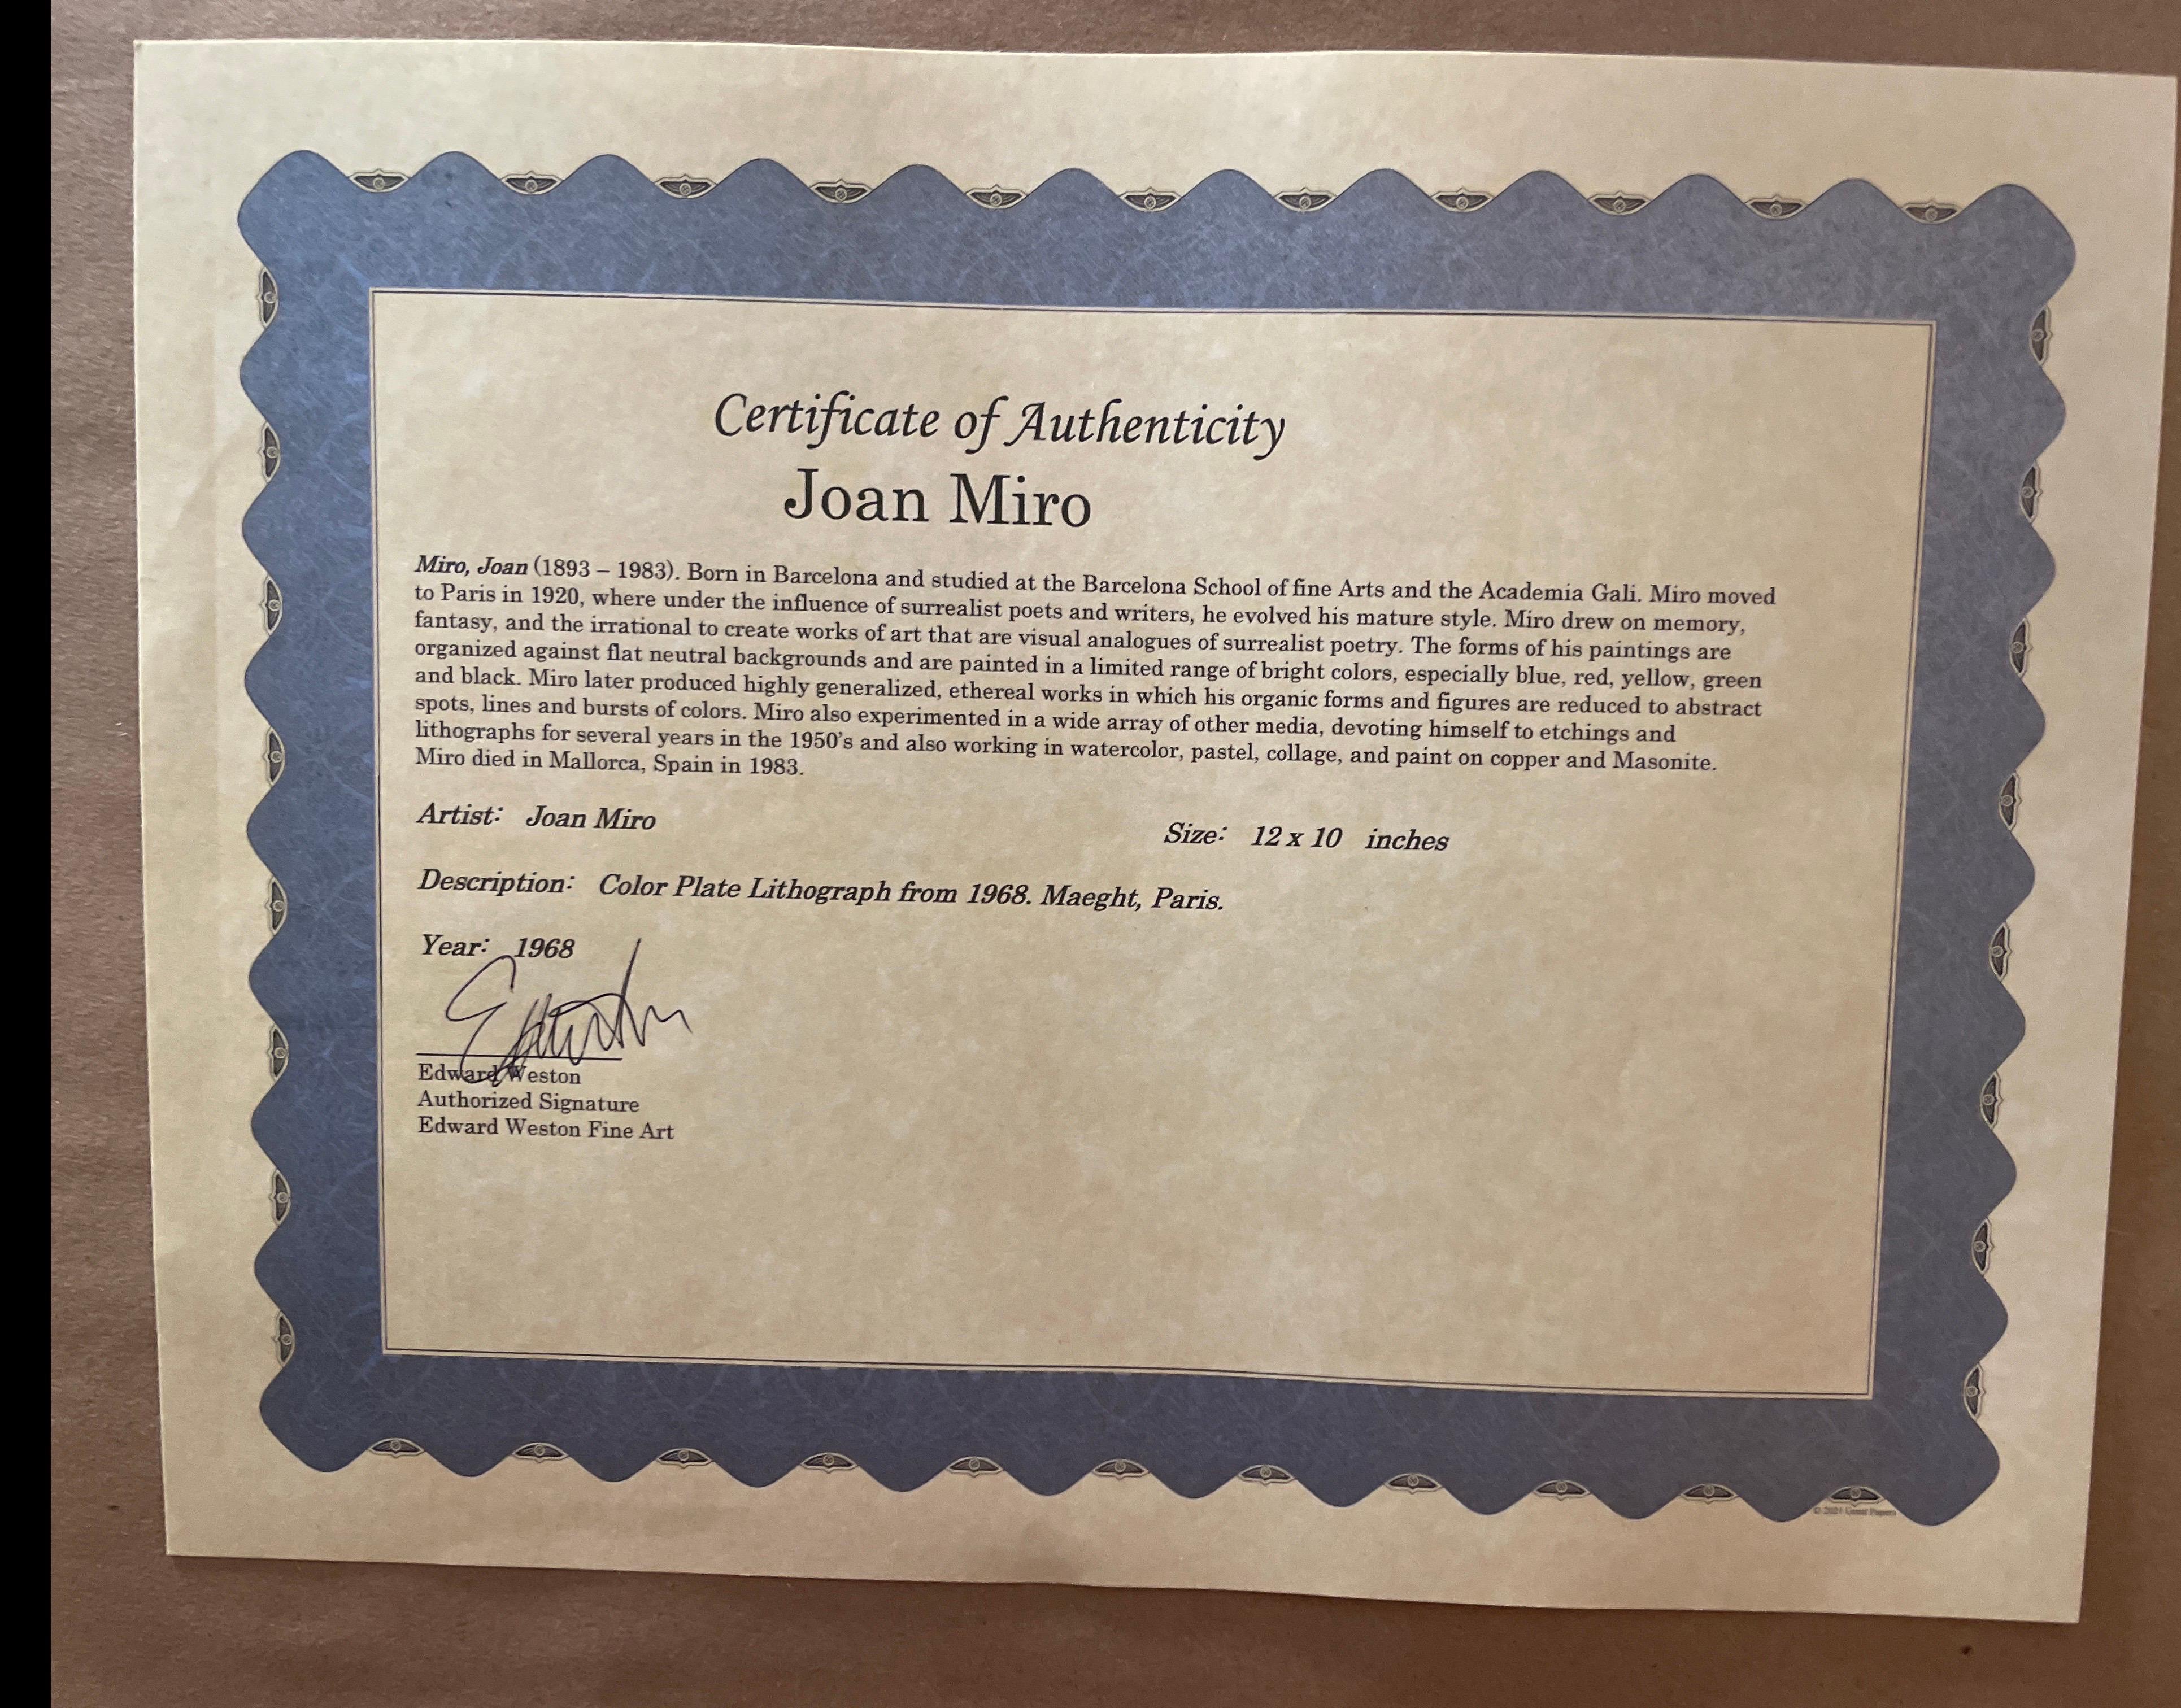 Certificate of Authenticity
Joan Miro
Miro, Joan (1893 – 1983). Born in Barcelona and studied at the Barcelona School of fine Arts and the Academia Gali. Miro moved
to Paris in 1920, where under the influence of surrealist poets and writers, he evolved his mature style. Miro drew on memory,
fantasy, and the irrational to create works of art that are visual analogues of surrealist poetry. The forms of his paintings are
organized against flat neutral backgrounds and are painted in a limited range of bright colors, especially blue, red, yellow, green
and black. Miro later produced highly generalized, ethereal works in which his organic forms and figures are reduced to abstract
spots, lines and bursts of colors. Miro also experimented in a wide array of other media, devoting himself to etchings and
lithographs for several years in the 1950's and also working in watercolor, pastel, collage, and paint on copper and Masonite.
Miro died in Mallorca, Spain in 1983.
Artist: Joan Miro Size: 12 x 10 inches
Description: Color Plate Lithograph from 1968. Maeght, Paris.
Year: 1968
Edward Weston
Authorized Signature
Edward Weston Fine Art
Papers